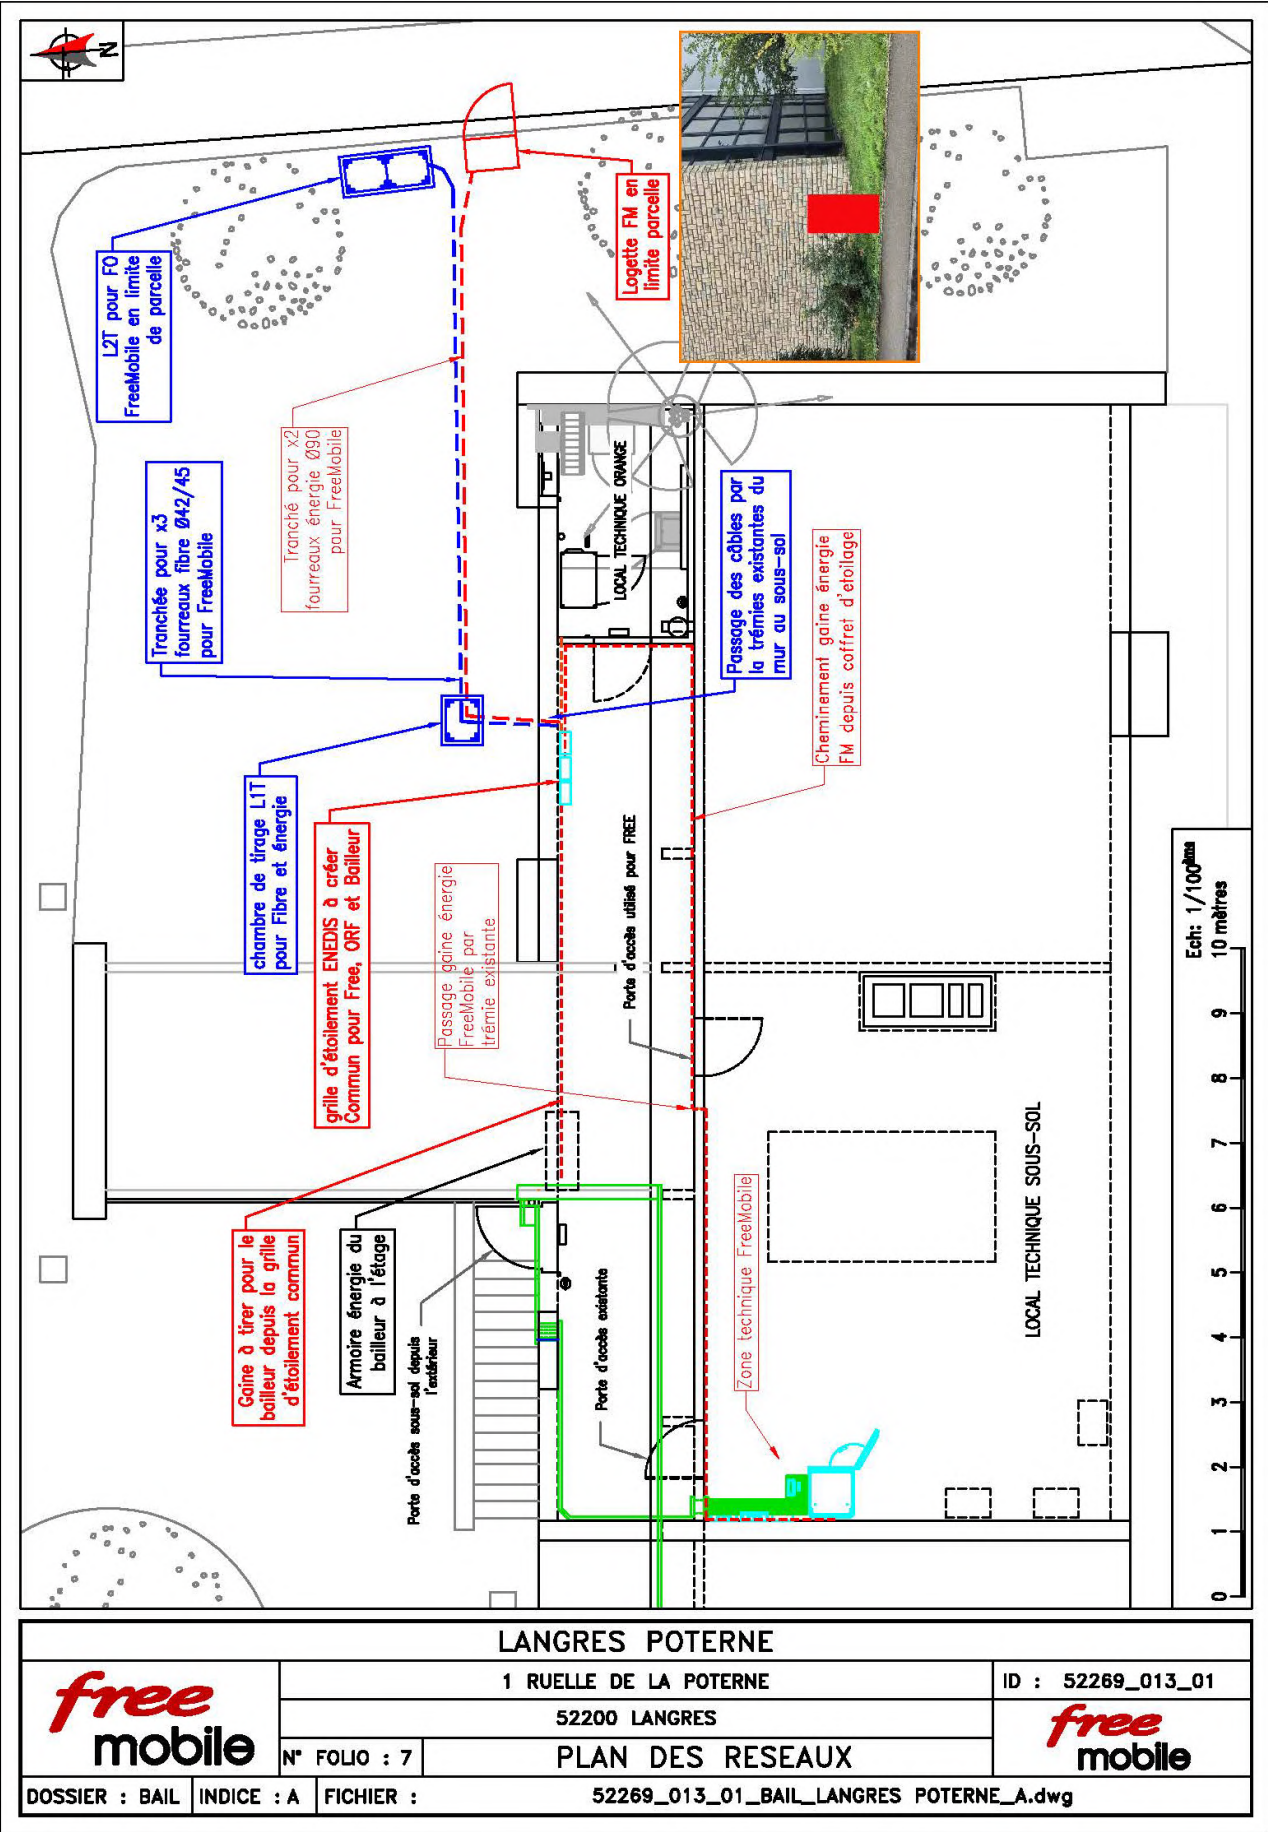 N
L2T pour FO
FreeMobile en limite
de parcelle
Logette FM en
limite parcelle
Tranché pour x2
fourreaux énergie Ø90
pour FreeMobile
Tranchée pour x3
fourreaux fibre Ø42/45
pour FreeMobile
LOCAL TECHNIQUE ORANGE
Passage des câbles par
la trémies existantes du
mur au sous-sol
Cheminement gaine énergie
FM depuis coffret d'étoilage
chambre de tirage L1T
pour Fibre et énergie
grille d'étoilement ENEDIS à créer
Commun pour Free, ORF et Bailleur
Passage gaine énergie
FreeMobile par
trémie existante
Porte d'accès utilisé pour FREE
Gaine à tirer pour le
bailleur depuis la grille
d'étoilement commun
Armoire énergie du
bailleur à l'étage
Porte d'accès sous-sol depuis
l'extérieur
Porte d'accès existante
Zone technique FreeMobile
LOCAL TECHNIQUE SOUS-SOL
Ech: 1/100ème
0 1 2 3 4 5 6 7 8 9 10 mètres
LANGRES POTERNE
free
mobile
1 RUELLE DE LA POTERNE
ID : 52269_013_01
52200 LANGRES
free
mobile
N° FOLIO : 7
PLAN DES RESEAUX
DOSSIER : BAIL
INDICE : A
FICHIER :
52269_013_01_BAIL_LANGRES POTERNE_A.dwg